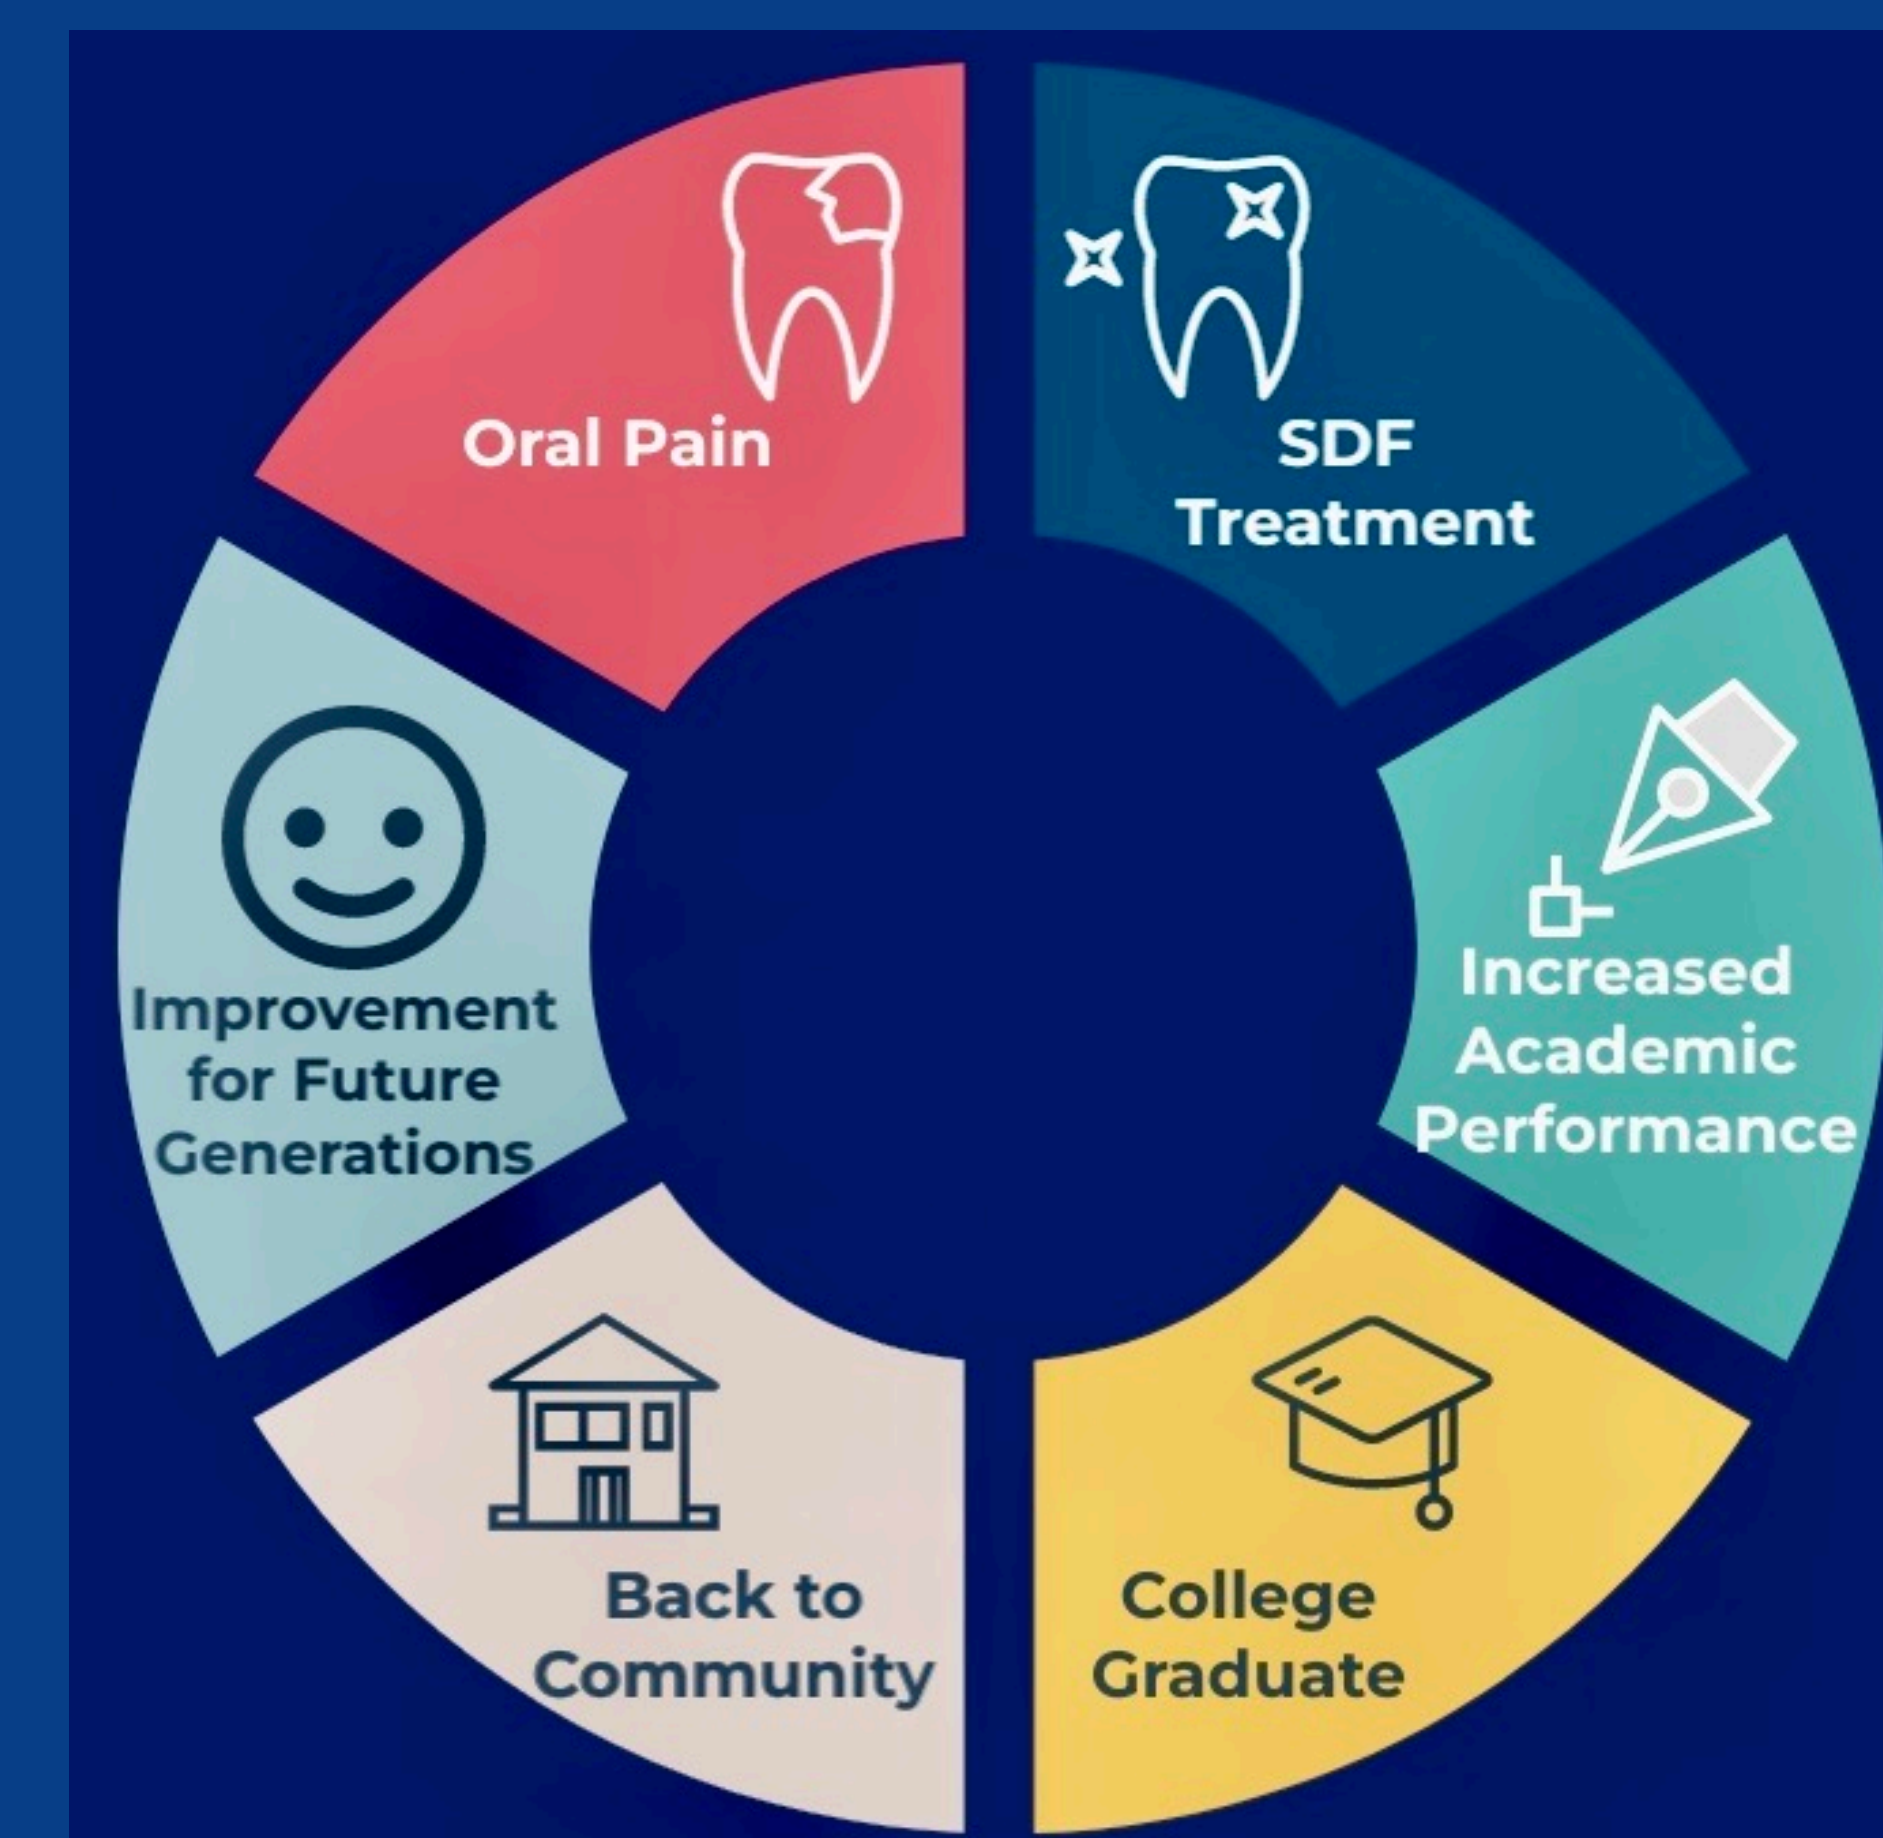 Oral Pain
SDF
Treatment
Increased
Academic
Performance
College
Graduate
Back to
Community
Improvement
for Future
Generations